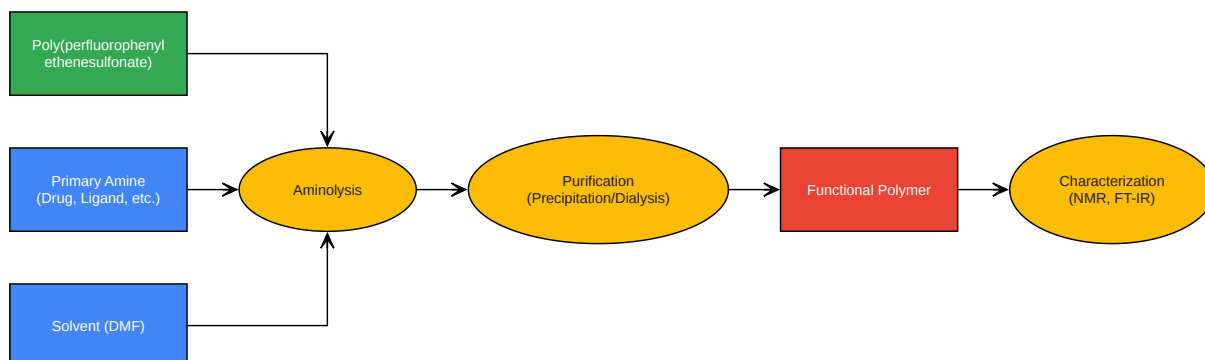 Poly(perfluorophenyl
ethenesulfonate)
Primary Amine
(Drug, Ligand, etc.)
Solvent (DMF)
Aminolysis
Purification
(Precipitation/Dialysis)
Functional Polymer
Characterization
(NMR, FT-IR)